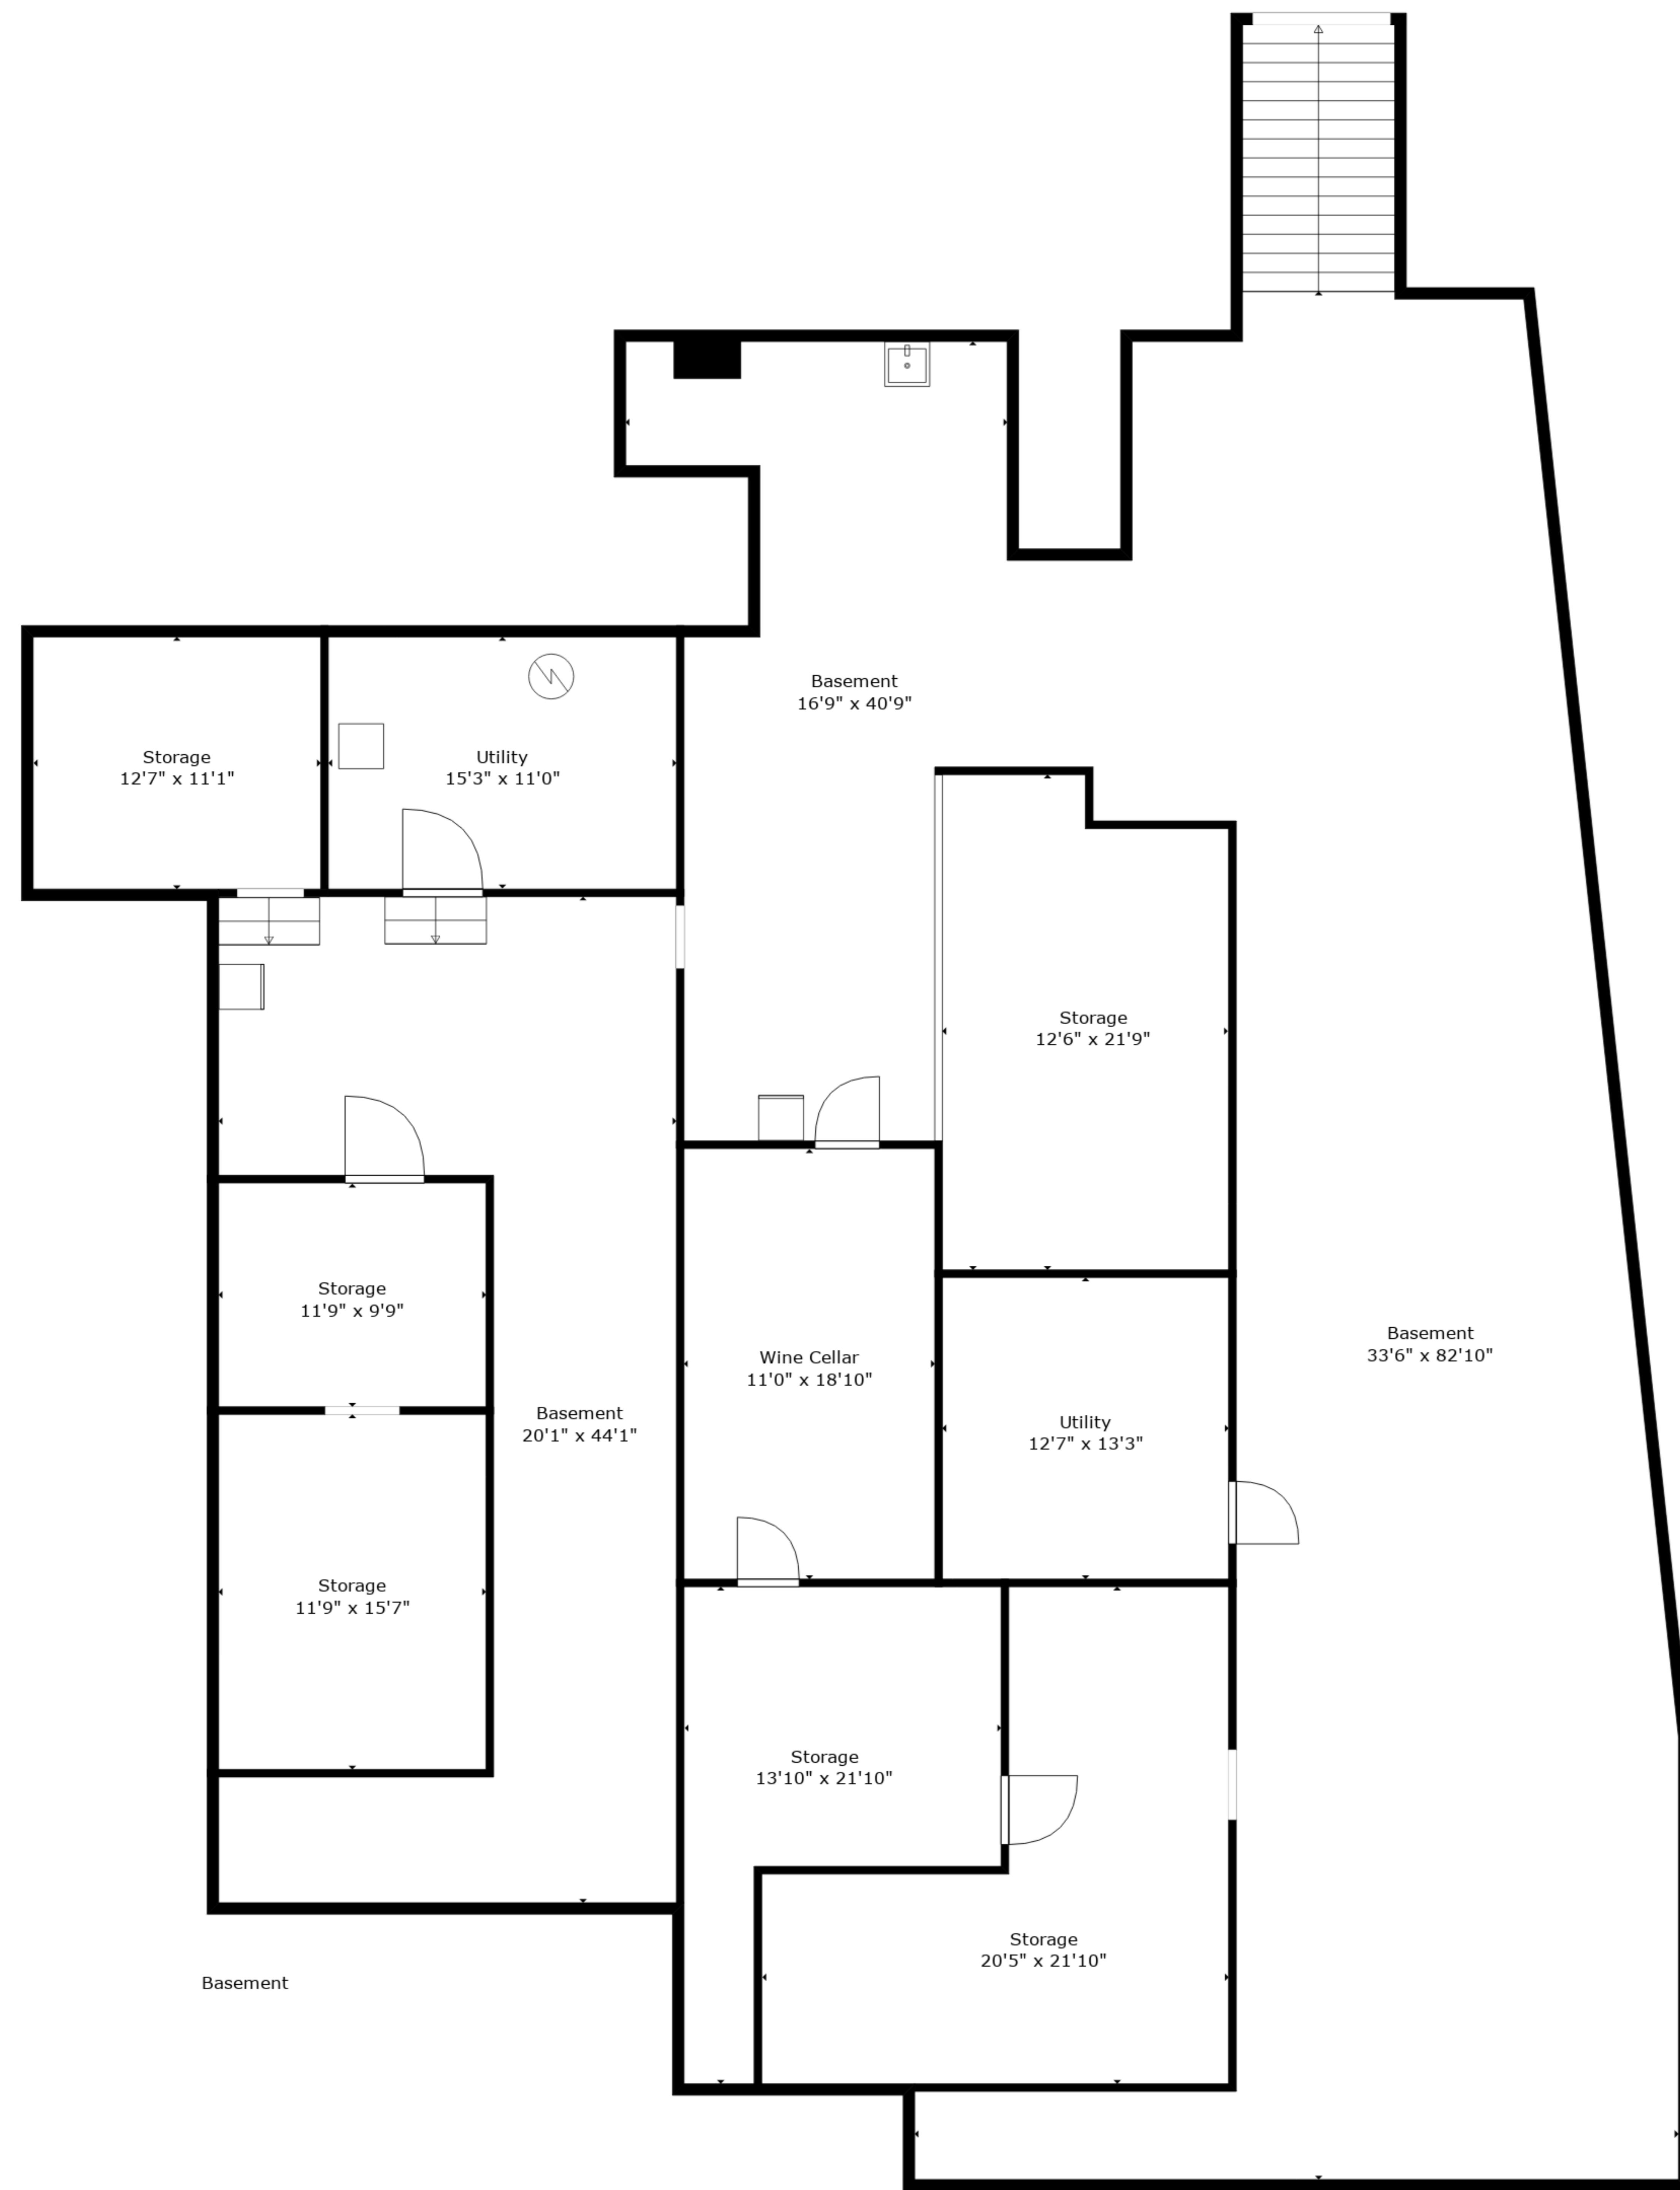 Basement
16'9" x 40'9"
Storage
12'7" x 11'1"
Utility
15'3" x 11'0"
Storage
12'6" x 21'9"
Storage
11'9" x 9'9"
Basement
33'6" x 82'10"
Wine Cellar
11'0" x 18'10"
Basement
20'1" x 44'1"
Utility
12'7" x 13'3"
Storage
11'9" x 15'7"
Storage
13'10" x 21'10"
Storage
20'5" x 21'10"
Basement